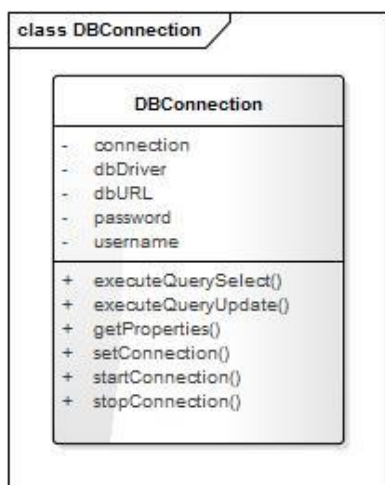 class DBConnection
DBConnection
- connection
- dbDriver
- dbURL
- password
- username
+ executeQuerySelect()
+ executeQueryUpdate()
+ getProperties()
+ setConnection()
+ startConnection()
+ stopConnection()